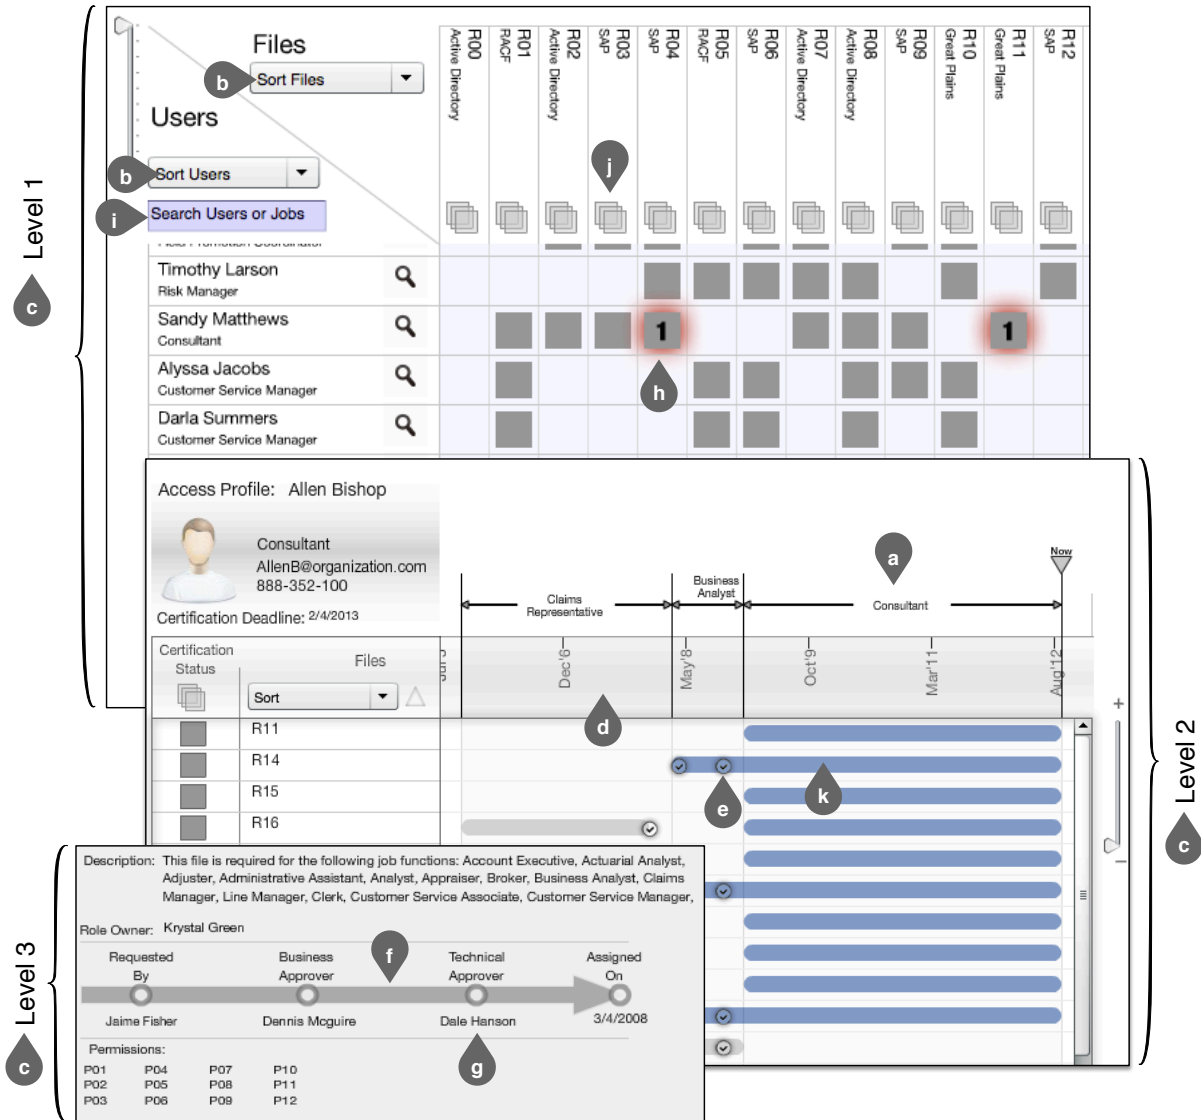 c Level 1
Files
b Sort Files
Users
b Sort Users
i Search Users or Jobs
R00 Active Directory
R01 RACF
R02 Active Directory
R03 SAP
R04 SAP
R05 RACF
R06 SAP
R07 Active Directory
R08 Active Directory
R09 SAP
R10 Great Plains
R11 Great Plains
R12 SAP
j
Timothy Larson
Risk Manager
Sandy Matthews
Consultant
1
1
h
Alyssa Jacobs
Customer Service Manager
Darla Summers
Customer Service Manager
c Level 2
Access Profile: Allen Bishop
Consultant
AllenB@organization.com
888-352-100
Certification Deadline: 2/4/2013
a
Now
Claims
Representative
Business
Analyst
Consultant
Certification
Status
Files
Sort
Dec'6
May'8
Oct'9
Mar'11
Aug'12
d
+
−
R11
R14
R15
R16
e
k
c Level 3
Description: This file is required for the following job functions: Account Executive, Actuarial Analyst,
Adjuster, Administrative Assistant, Analyst, Appraiser, Broker, Business Analyst, Claims
Manager, Line Manager, Clerk, Customer Service Associate, Customer Service Manager,
Role Owner: Krystal Green
f
Requested
By
Business
Approver
Technical
Approver
Assigned
On
Jaime Fisher
Dennis Mcguire
Dale Hanson
3/4/2008
g
Permissions:
P01 P04 P07 P10
P02 P05 P08 P11
P03 P06 P09 P12